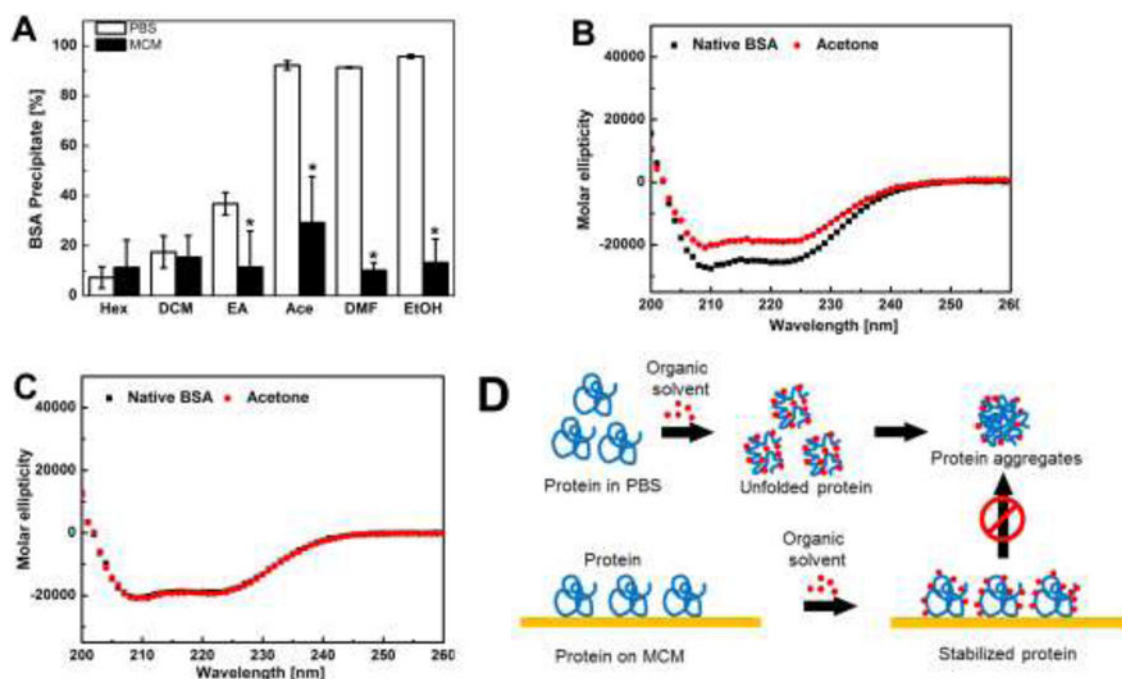 A
PBS
MCM
BSA Precipitate [%]
100
80
60
40
20
0
*
*
*
*
Hex DCM EA Ace DMF EtOH
B
Native BSA Acetone
Molar ellipticity
40000
20000
0
-20000
200 210 220 230 240 250 260
Wavelength [nm]
C
Native BSA Acetone
Molar ellipticity
40000
20000
0
-20000
200 210 220 230 240 250 260
Wavelength [nm]
D
Organic
solvent
Protein in PBS
Unfolded protein
Protein aggregates
Protein
Organic
solvent
Protein on MCM
Stabilized protein